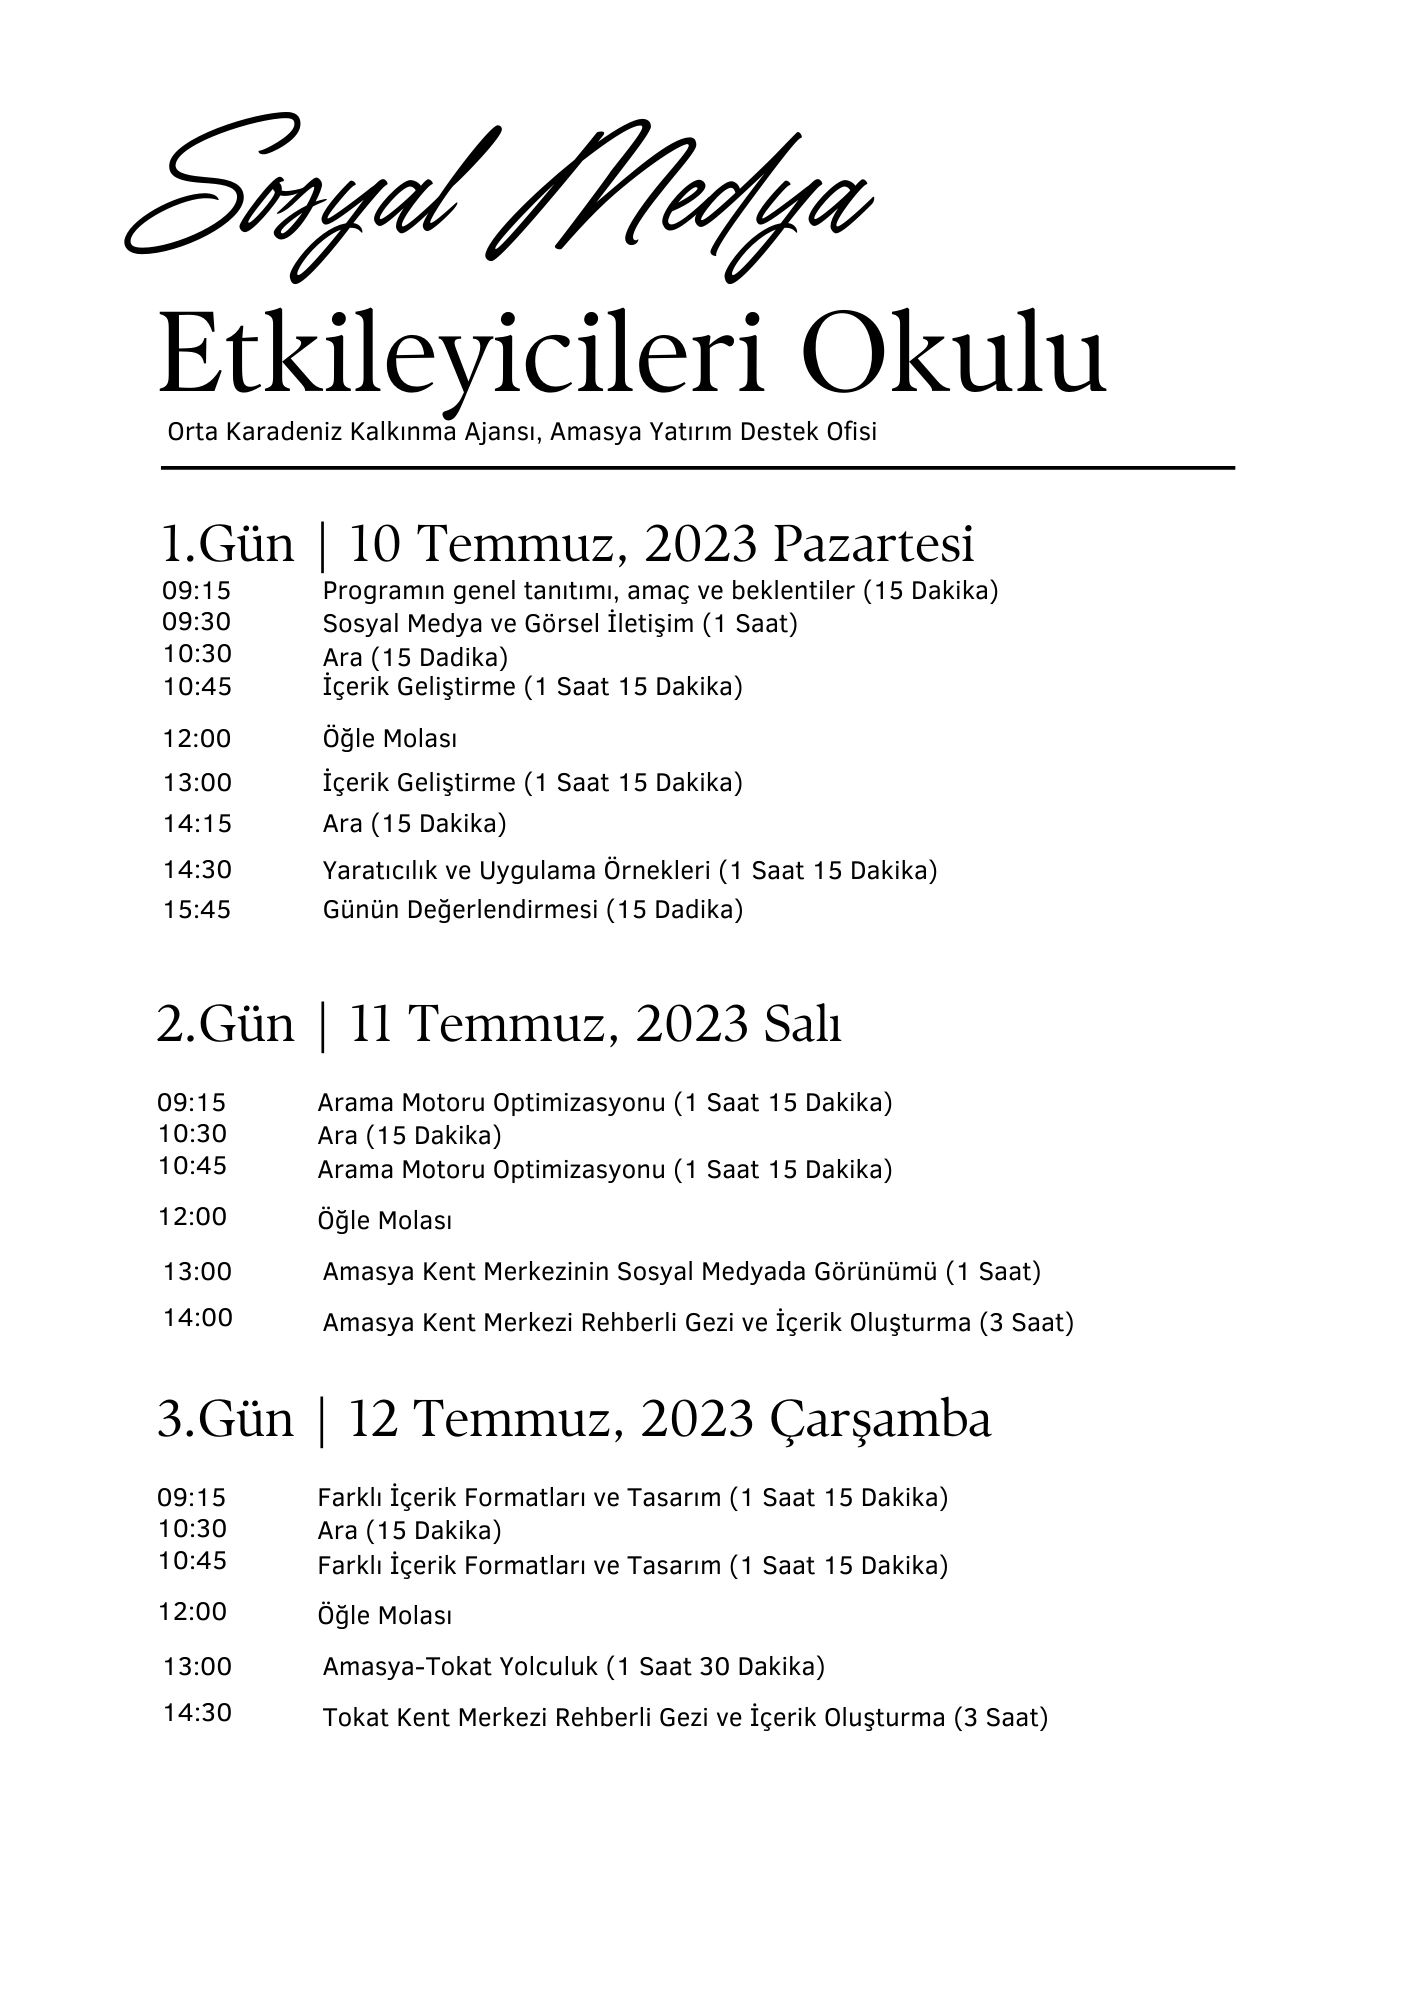 Sosyal Medya
Etkileyicileri Okulu
Orta Karadeniz Kalkınma Ajansı, Amasya Yatırım Destek Ofisi
1.Gün | 10 Temmuz, 2023 Pazartesi
09:15 Programın genel tanıtımı, amaç ve beklentiler (15 Dakika)
09:30 Sosyal Medya ve Görsel İletişim (1 Saat)
10:30 Ara (15 Dadika)
10:45 İçerik Geliştirme (1 Saat 15 Dakika)
12:00 Öğle Molası
13:00 İçerik Geliştirme (1 Saat 15 Dakika)
14:15 Ara (15 Dakika)
14:30 Yaratıcılık ve Uygulama Örnekleri (1 Saat 15 Dakika)
15:45 Günün Değerlendirmesi (15 Dadika)
2.Gün | 11 Temmuz, 2023 Salı
09:15 Arama Motoru Optimizasyonu (1 Saat 15 Dakika)
10:30 Ara (15 Dakika)
10:45 Arama Motoru Optimizasyonu (1 Saat 15 Dakika)
12:00 Öğle Molası
13:00 Amasya Kent Merkezinin Sosyal Medyada Görünümü (1 Saat)
14:00 Amasya Kent Merkezi Rehberli Gezi ve İçerik Oluşturma (3 Saat)
3.Gün | 12 Temmuz, 2023 Çarşamba
09:15 Farklı İçerik Formatları ve Tasarım (1 Saat 15 Dakika)
10:30 Ara (15 Dakika)
10:45 Farklı İçerik Formatları ve Tasarım (1 Saat 15 Dakika)
12:00 Öğle Molası
13:00 Amasya-Tokat Yolculuk (1 Saat 30 Dakika)
14:30 Tokat Kent Merkezi Rehberli Gezi ve İçerik Oluşturma (3 Saat)